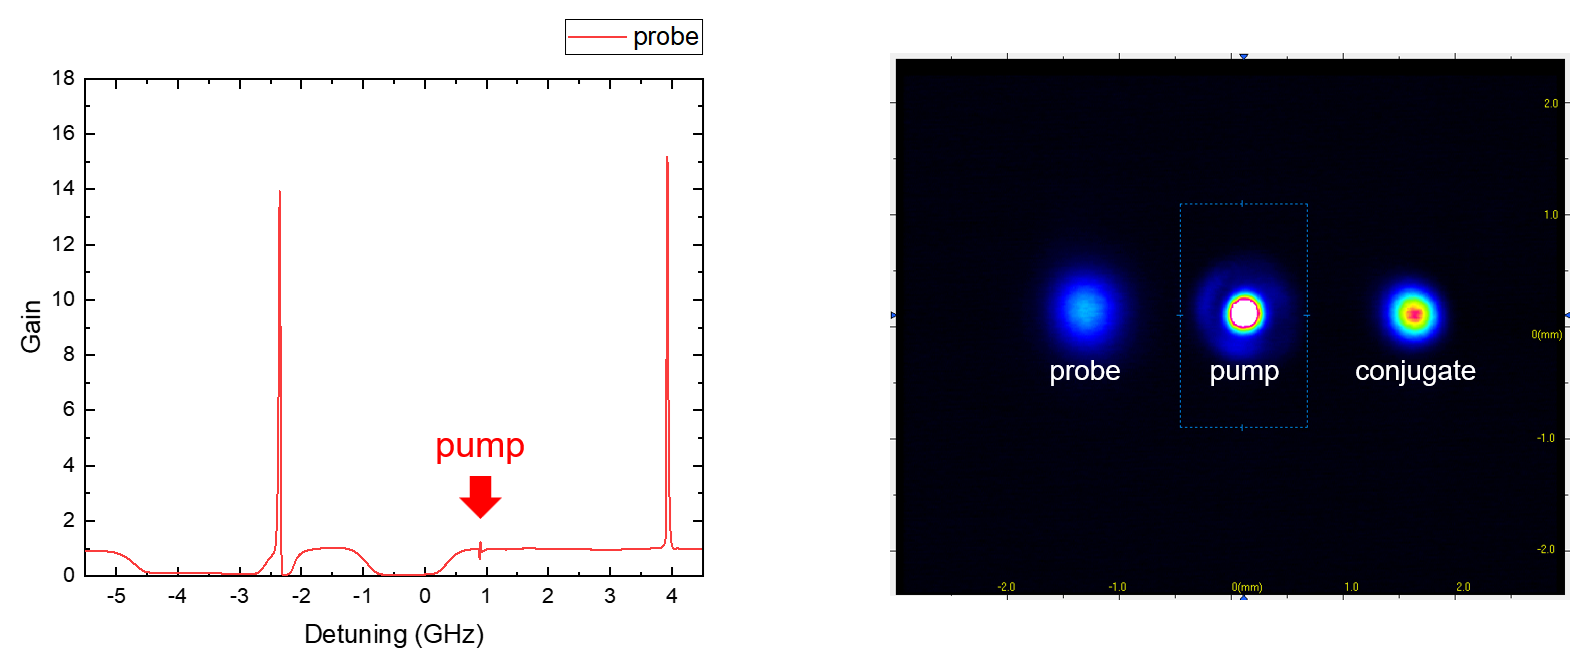 probe
18
16
14
12
10
8
6
4
2
0
Gain
pump
-5 -4 -3 -2 -1 0 1 2 3 4
Detuning (GHz)
2.0
1.0
0(mm)
-1.0
-2.0
probe pump conjugate
-2.0 -1.0 0(mm) 1.0 2.0